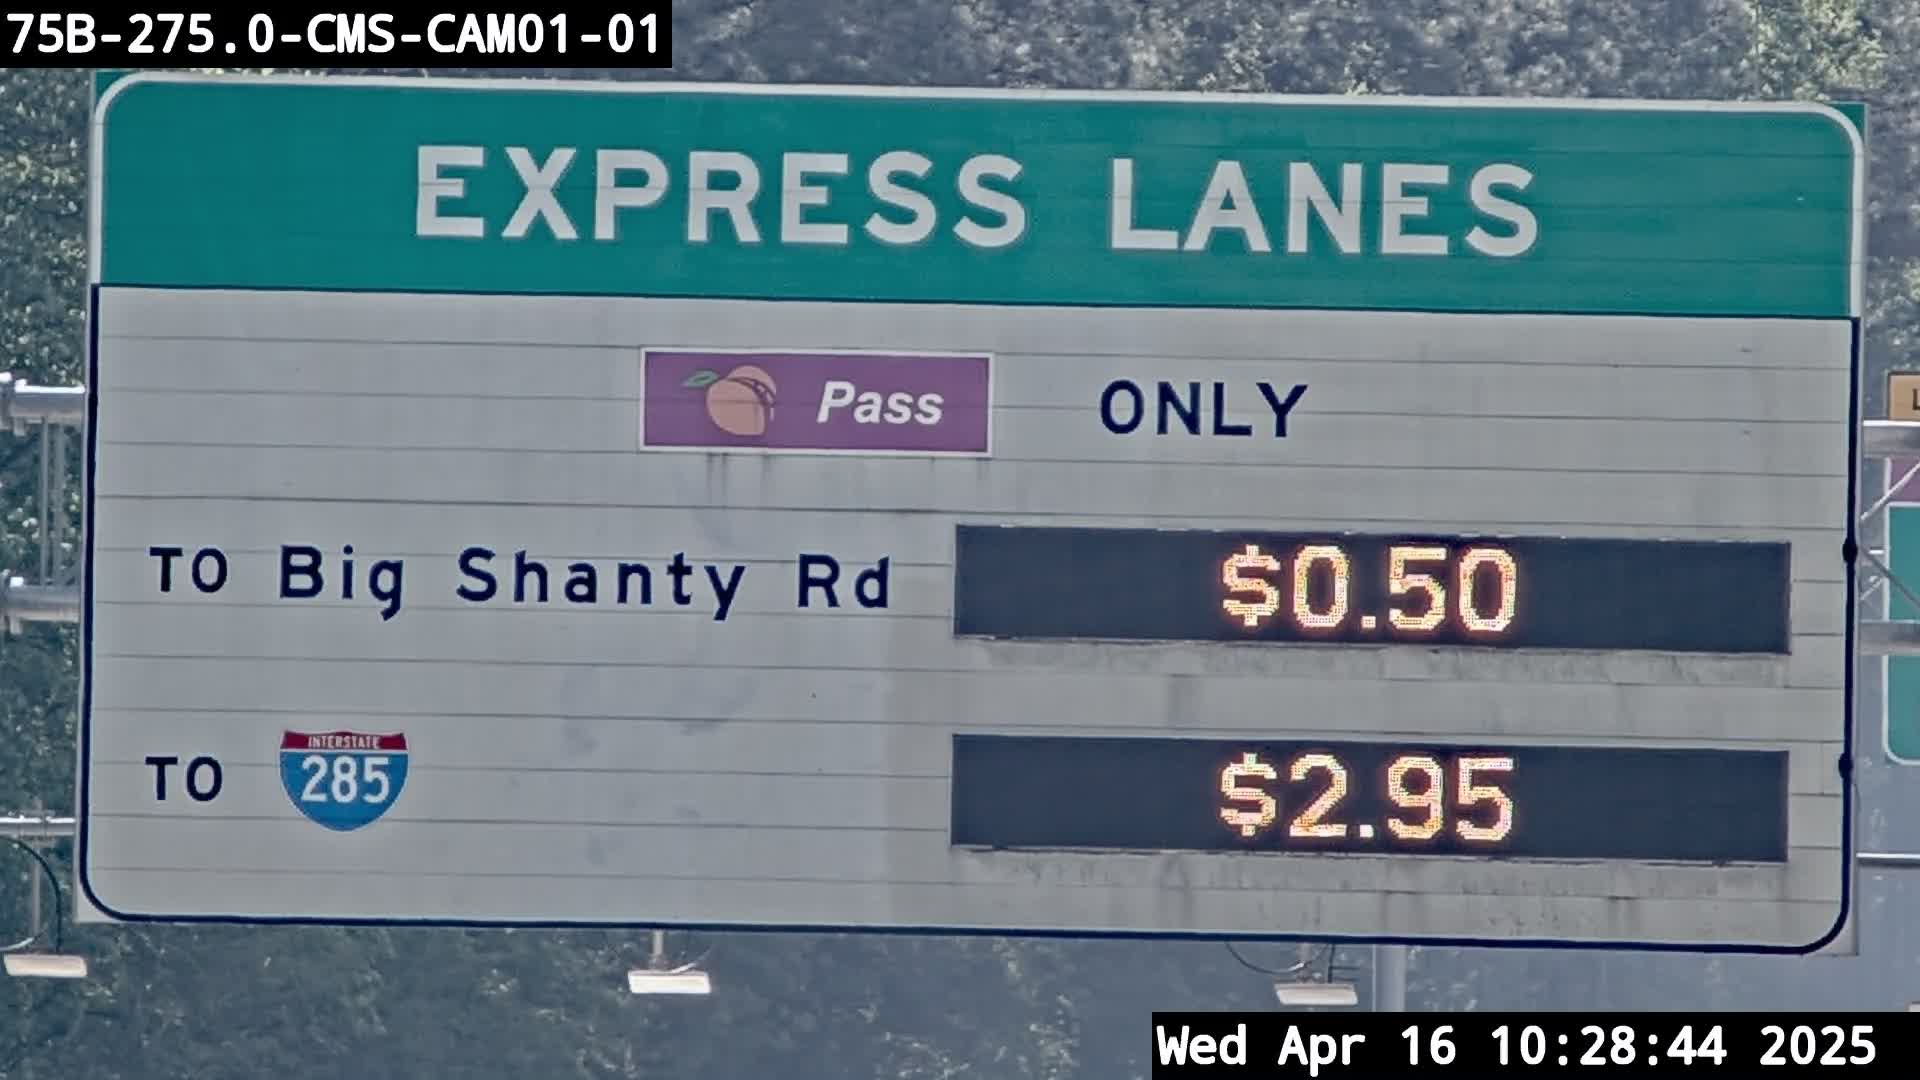 75B-275.0-CMS-CAM01-01
EXPRESS LANES
Pass ONLY
TO Big Shanty Rd $0.50
TO INTERSTATE 285 $2.95
Wed Apr 16 10:28:44 2025